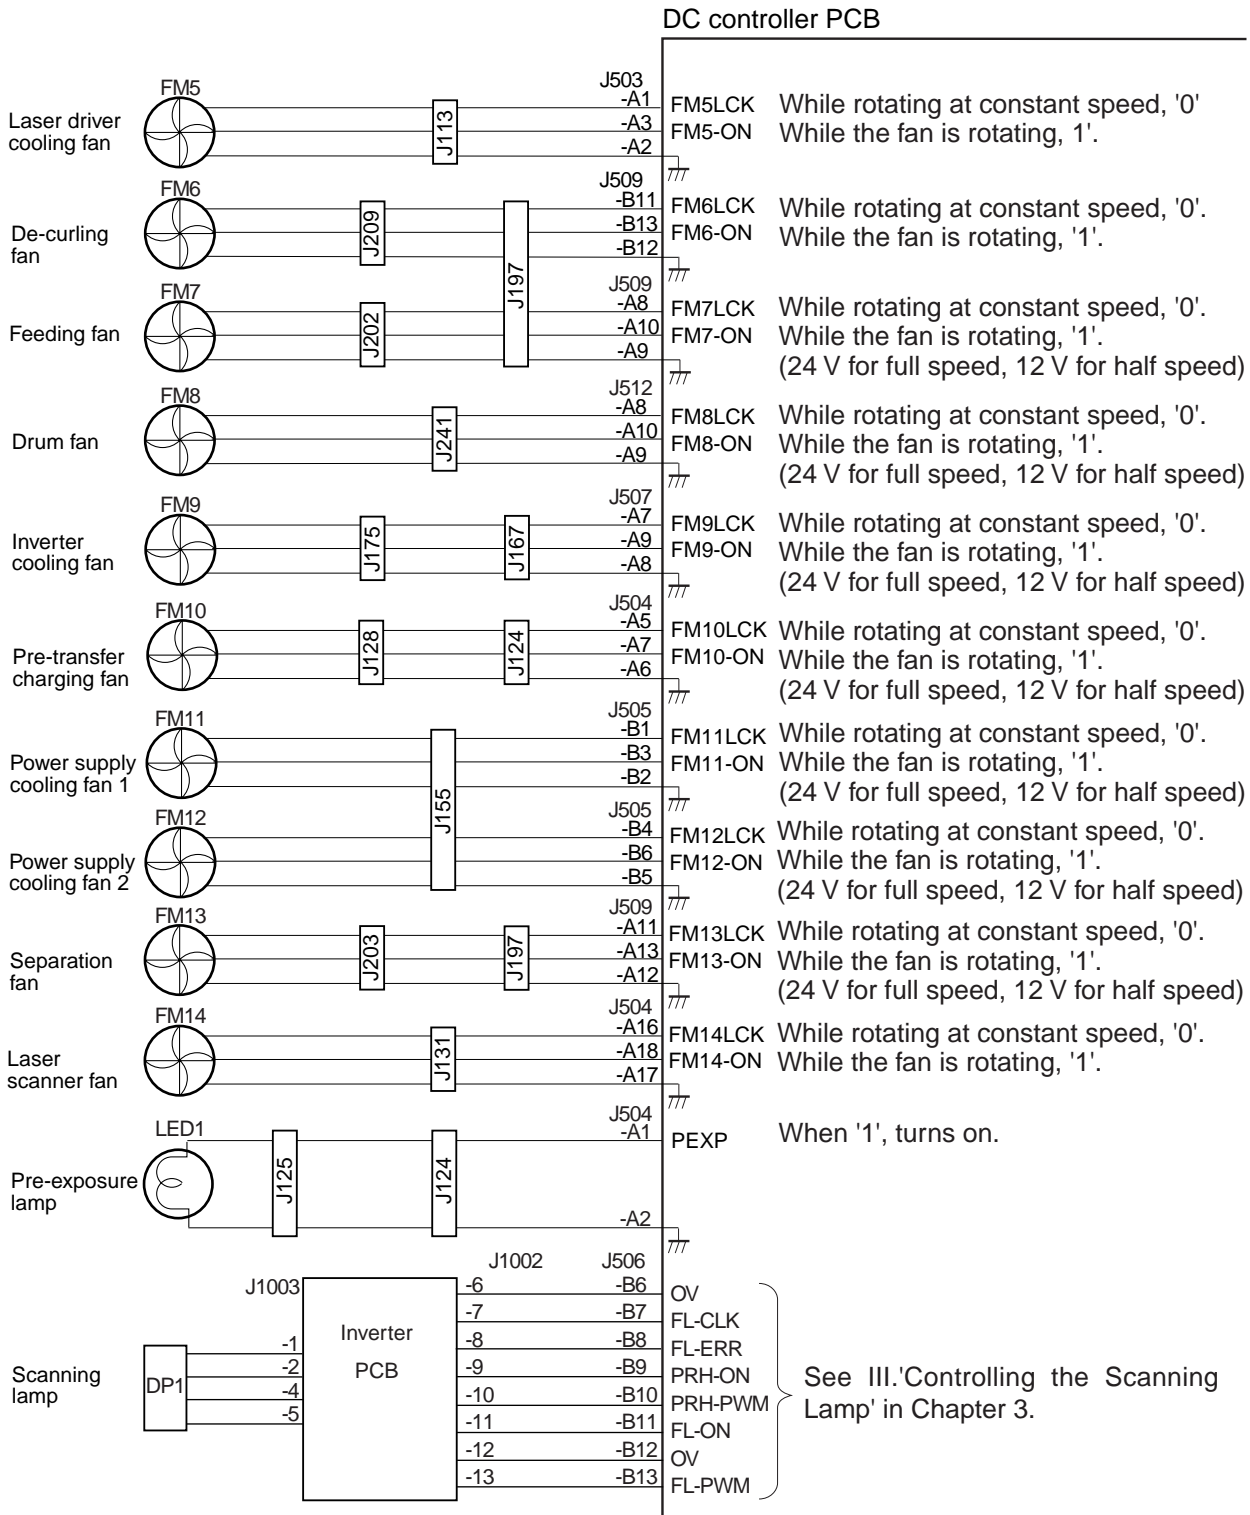 DC controller PCB
J503
FM5
-A1
FM5LCK While rotating at constant speed, '0'
Laser driver
cooling fan
J113
-A3
FM5-ON While the fan is rotating, 1'.
-A2
J509
FM6
-B11
FM6LCK While rotating at constant speed, '0'.
De-curling
fan
J209
-B13
FM6-ON While the fan is rotating, '1'.
-B12
J197
J509
FM7
-A8
FM7LCK While rotating at constant speed, '0'.
Feeding fan
J202
-A10
FM7-ON While the fan is rotating, '1'.
-A9
(24 V for full speed, 12 V for half speed)
J512
FM8
-A8
FM8LCK While rotating at constant speed, '0'.
Drum fan
J241
-A10
FM8-ON While the fan is rotating, '1'.
-A9
(24 V for full speed, 12 V for half speed)
J507
FM9
-A7
FM9LCK While rotating at constant speed, '0'.
Inverter
cooling fan
J175
J167
-A9
FM9-ON While the fan is rotating, '1'.
-A8
(24 V for full speed, 12 V for half speed)
J504
FM10
-A5
FM10LCK While rotating at constant speed, '0'.
Pre-transfer
charging fan
J128
J124
-A7
FM10-ON While the fan is rotating, '1'.
-A6
(24 V for full speed, 12 V for half speed)
J505
FM11
-B1
FM11LCK While rotating at constant speed, '0'.
Power supply
cooling fan 1
-B3
FM11-ON While the fan is rotating, '1'.
-B2
(24 V for full speed, 12 V for half speed)
J155
J505
FM12
-B4
FM12LCK While rotating at constant speed, '0'.
Power supply
cooling fan 2
-B6
FM12-ON While the fan is rotating, '1'.
-B5
(24 V for full speed, 12 V for half speed)
J509
FM13
-A11
FM13LCK While rotating at constant speed, '0'.
Separation
fan
J203
J197
-A13
FM13-ON While the fan is rotating, '1'.
-A12
(24 V for full speed, 12 V for half speed)
J504
FM14
-A16
FM14LCK While rotating at constant speed, '0'.
Laser
scanner fan
J131
-A18
FM14-ON While the fan is rotating, '1'.
-A17
J504
LED1
-A1
PEXP When '1', turns on.
Pre-exposure
lamp
J125
J124
-A2
J1002
J506
J1003
-6
-B6
OV
-7
-B7
FL-CLK
Inverter
PCB
-1
-8
-B8
FL-ERR
Scanning
lamp
DP1
-2
-9
-B9
PRH-ON
-4
-10
-B10
PRH-PWM
-5
-11
-B11
FL-ON
-12
-B12
OV
-13
-B13
FL-PWM
See III.'Controlling the Scanning
Lamp' in Chapter 3.